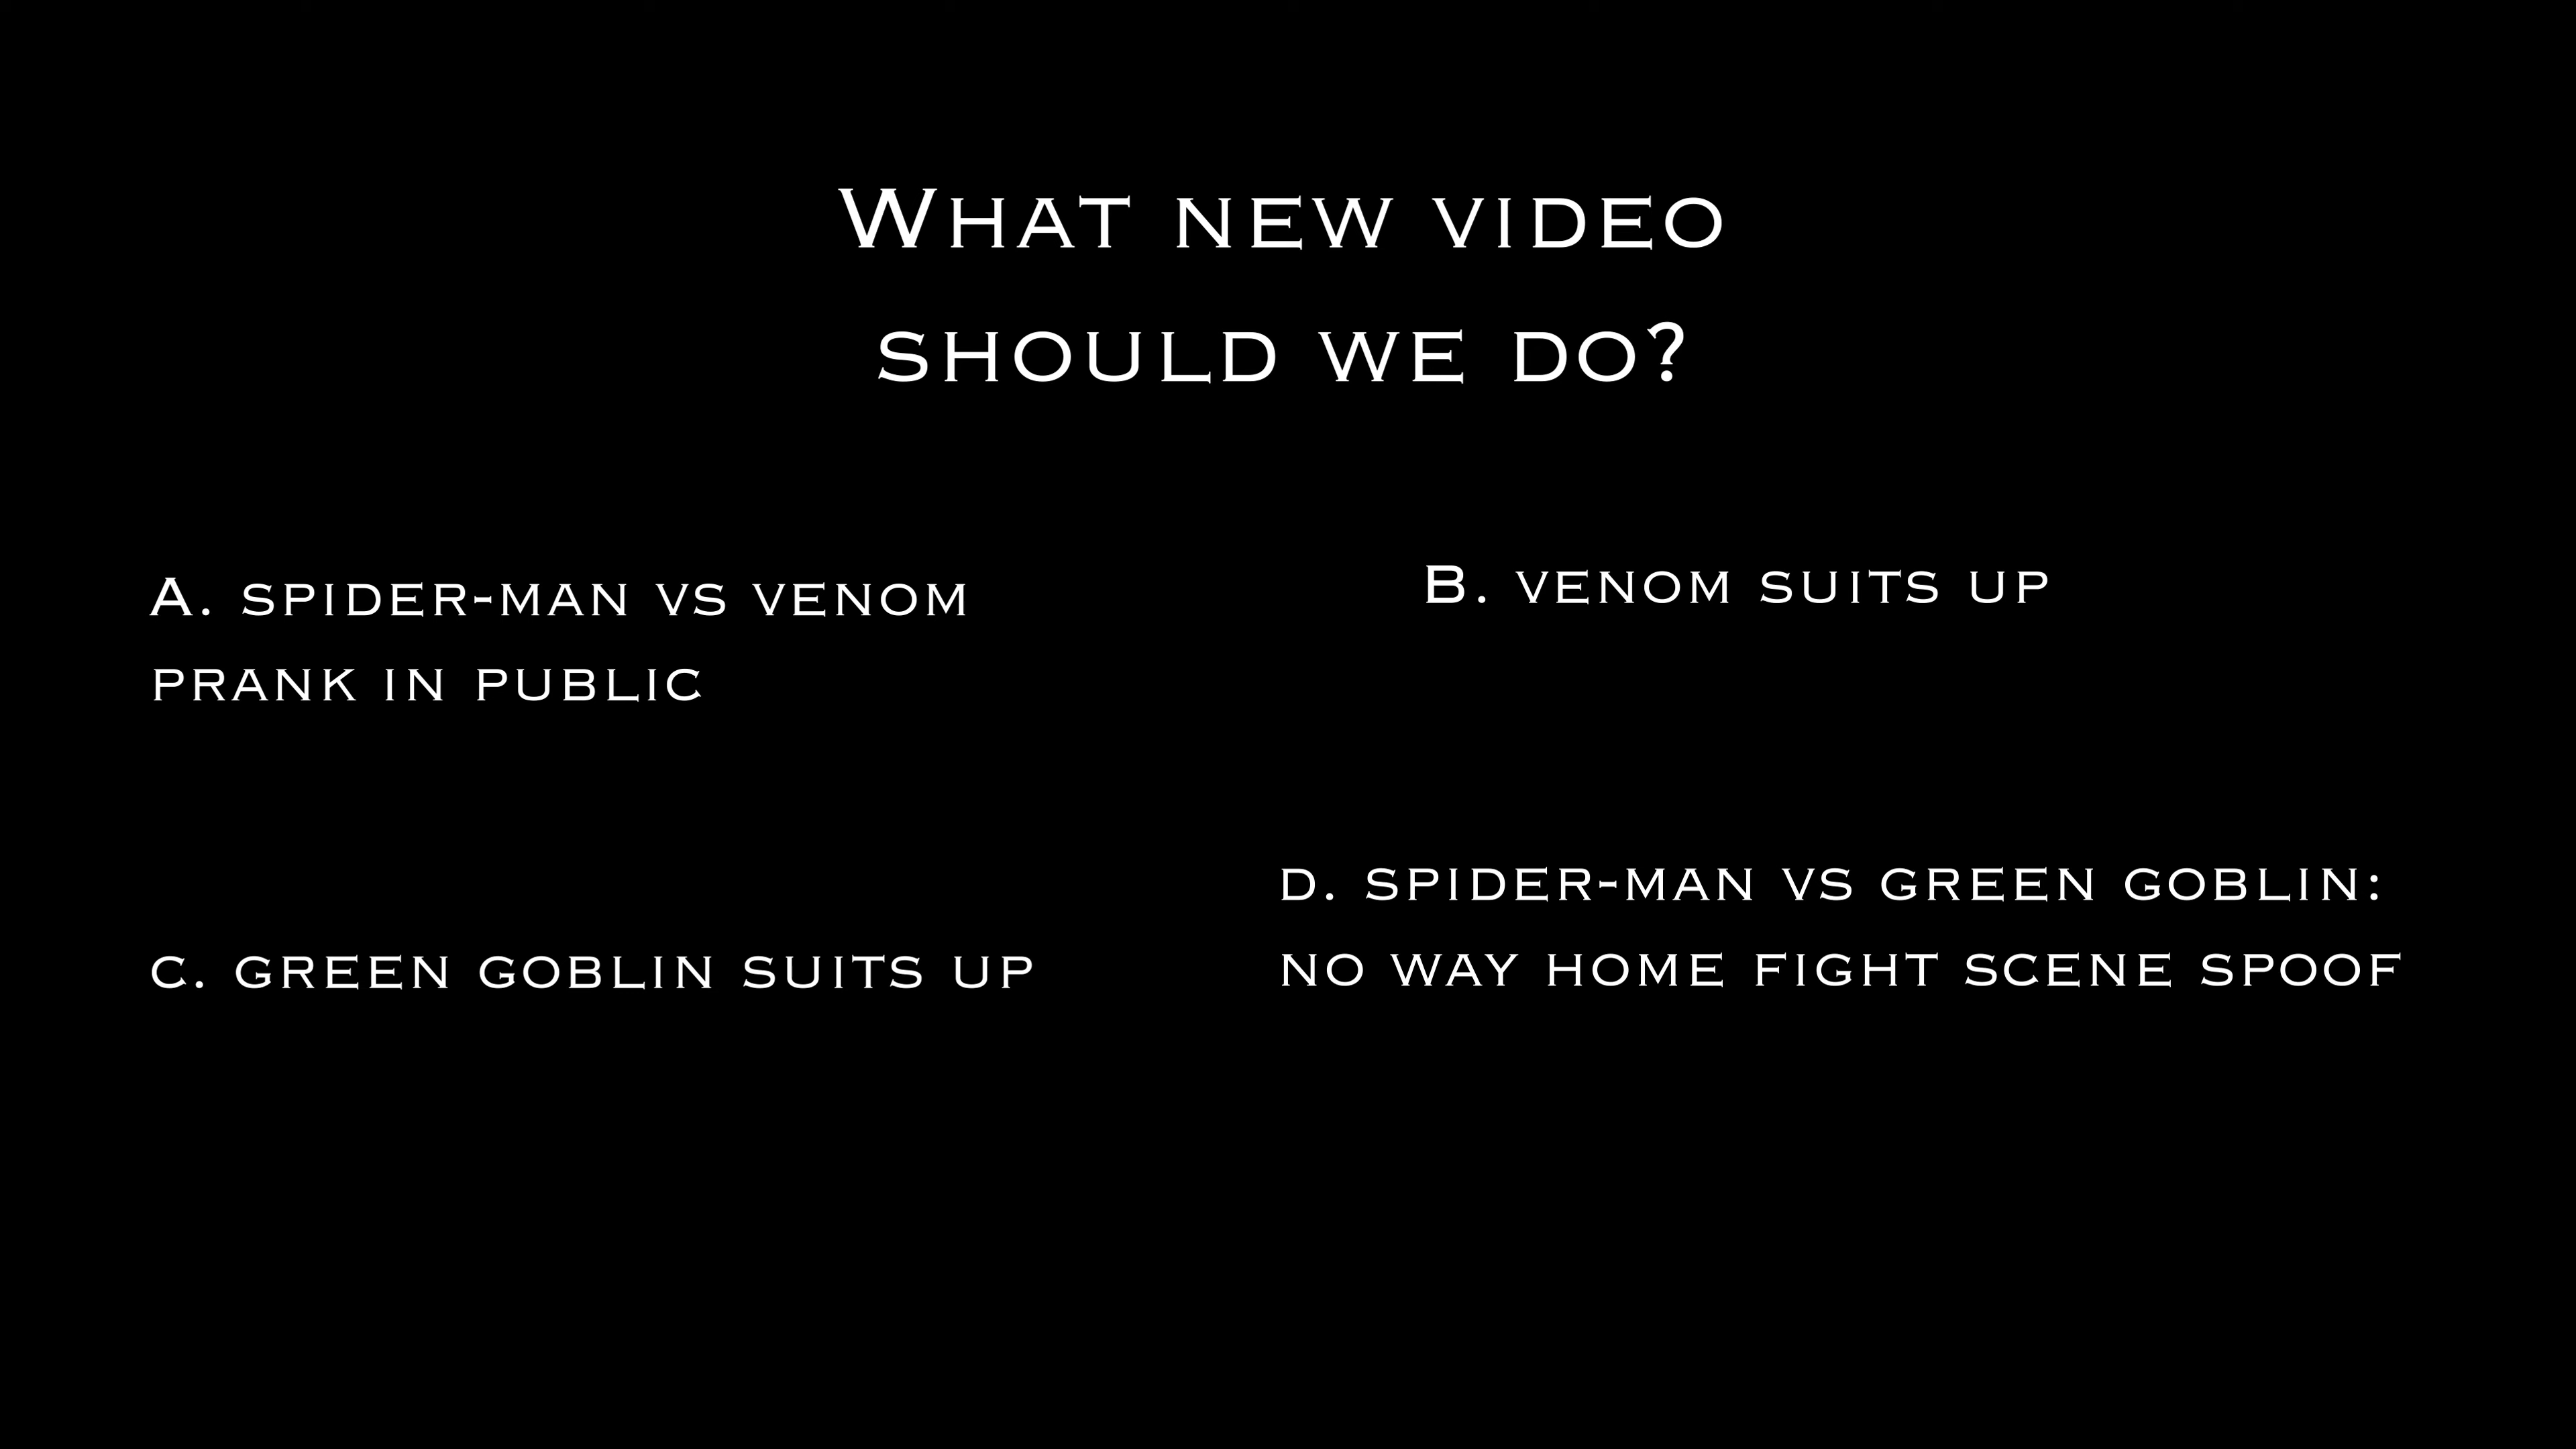 What new video
should we do?
A. spider-man vs venom
prank in public
B. venom suits up
c. green goblin suits up
d. spider-man vs green goblin:
no way home fight scene spoof